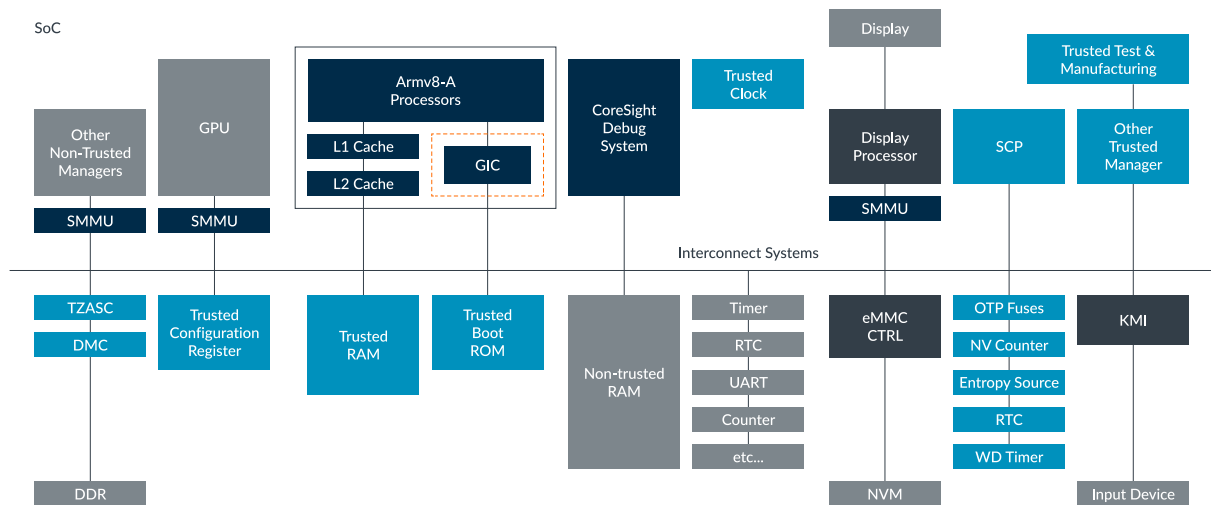 SoC
Display
Trusted Test &
Manufacturing
Other
Non-Trusted
Managers
GPU
Armv8-A
Processors
L1 Cache
L2 Cache
GIC
CoreSight
Debug
System
Trusted
Clock
Display
Processor
SCP
Other
Trusted
Manager
SMMU
SMMU
SMMU
Interconnect Systems
TZASC
DMC
Trusted
Configuration
Register
Trusted
RAM
Trusted
Boot
ROM
Non-trusted
RAM
Timer
RTC
UART
Counter
etc...
eMMC
CTRL
OTP Fuses
NV Counter
Entropy Source
RTC
WD Timer
KMI
DDR
NVM
Input Device